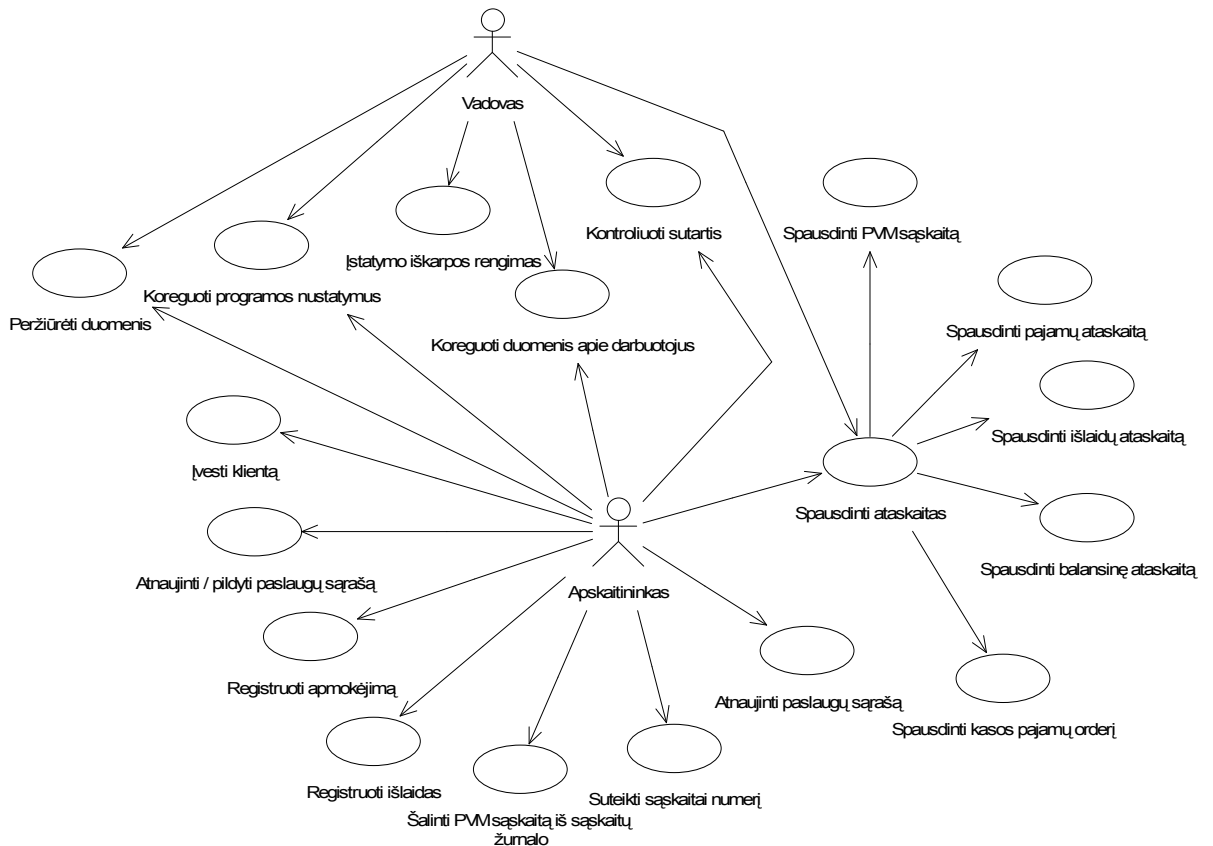 Vadovas
Kontroliuoti sutartis
Spausdinti PVM sąskaitą
Įstatymo iškarpos rengimas
Koreguoti programos nustatymus
Peržiūrėti duomenis
Spausdinti pajamų ataskaitą
Koreguoti duomenis apie darbuotojus
Spausdinti išlaidų ataskaitą
Įvesti klientą
Spausdinti ataskaitas
Spausdinti balansinę ataskaitą
Atnaujinti / pildyti paslaugų sąrašą
Apskaitininkas
Registruoti apmokėjimą
Atnaujinti paslaugų sąrašą
Spausdinti kasos pajamų orderį
Registruoti išlaidas
Suteikti sąskaitai numerį
Šalinti PVM sąskaitą iš sąskaitų
žurnalo